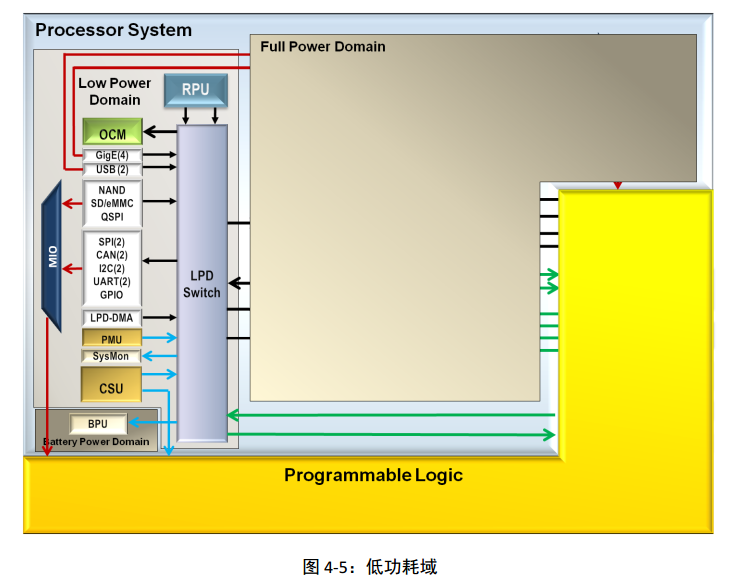 Processor System
Full Power Domain
Low Power
Domain
RPU
OCM
GigE(4)
USB (2)
NAND
SD/eMMC
QSPI
MIO
SPI(2)
CAN(2)
I2C(2)
UART(2)
GPIO
LPD
Switch
LPD-DMA
PMU
SysMon
CSU
BPU
Battery Power Domain
Programmable Logic
图 4-5：低功耗域